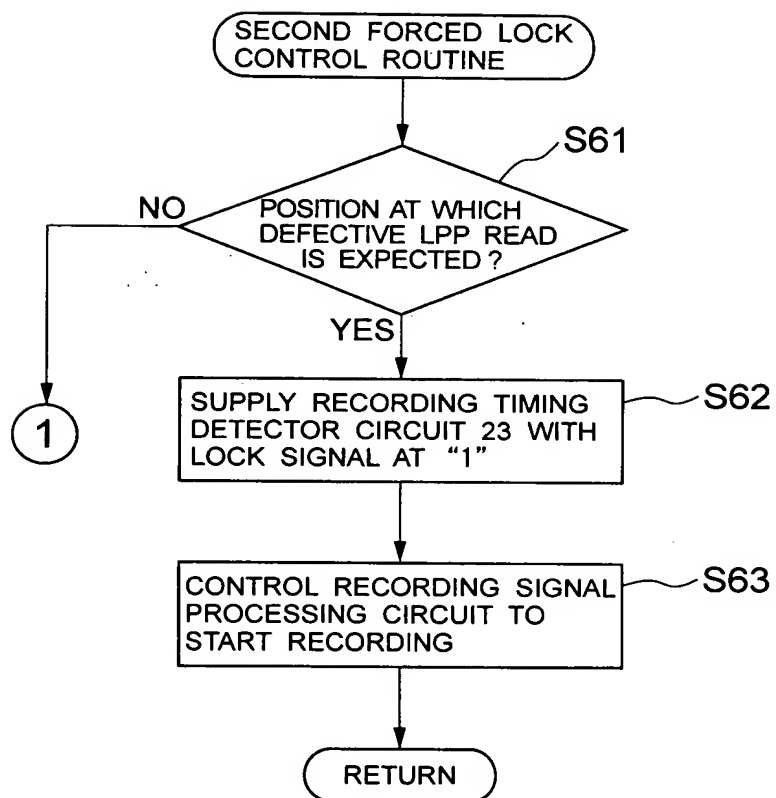 SECOND FORCED LOCK
CONTROL ROUTINE
S61
NO
POSITION AT WHICH
DEFECTIVE LPP READ
IS EXPECTED?
YES
1
S62
SUPPLY RECORDING TIMING
DETECTOR CIRCUIT 23 WITH
LOCK SIGNAL AT “1”
S63
CONTROL RECORDING SIGNAL
PROCESSING CIRCUIT TO
START RECORDING
RETURN